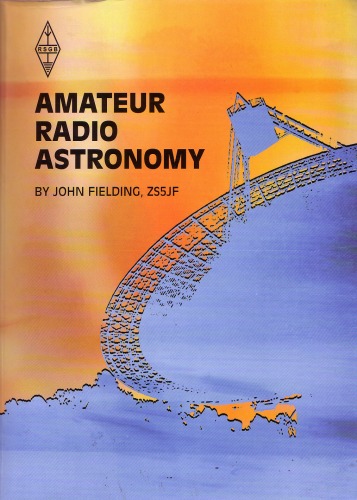 RSGB
AMATEUR
RADIO
ASTRONOMY
BY JOHN FIELDING, ZS5JF